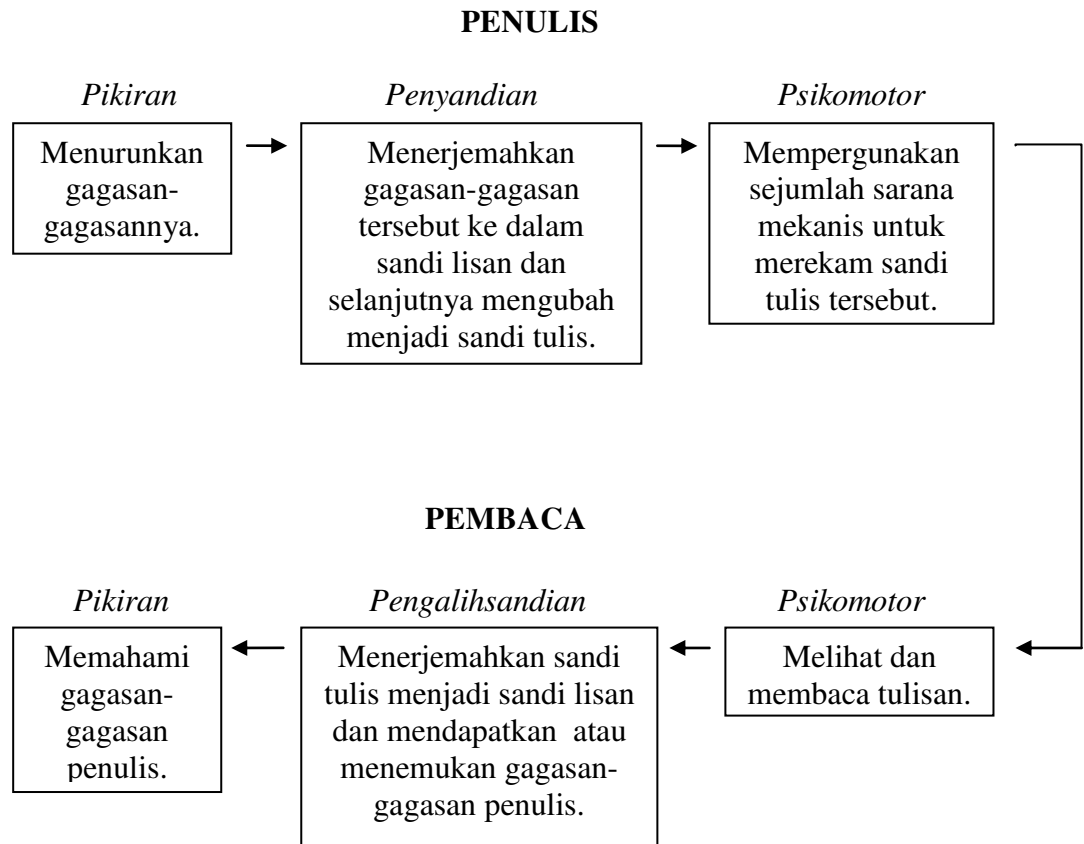 PENULIS
Pikiran
Penyandian
Psikomotor
Menurunkan
gagasan-
gagasannya.
Menerjemahkan
gagasan-gagasan
tersebut ke dalam
sandi lisan dan
selanjutnya mengubah
menjadi sandi tulis.
Mempergunakan
sejumlah sarana
mekanis untuk
merekam sandi
tulis tersebut.
PEMBACA
Pikiran
Pengalihsandian
Psikomotor
Memahami
gagasan-
gagasan
penulis.
Menerjemahkan sandi
tulis menjadi sandi lisan
dan mendapatkan atau
menemukan gagasan-
gagasan penulis.
Melihat dan
membaca tulisan.